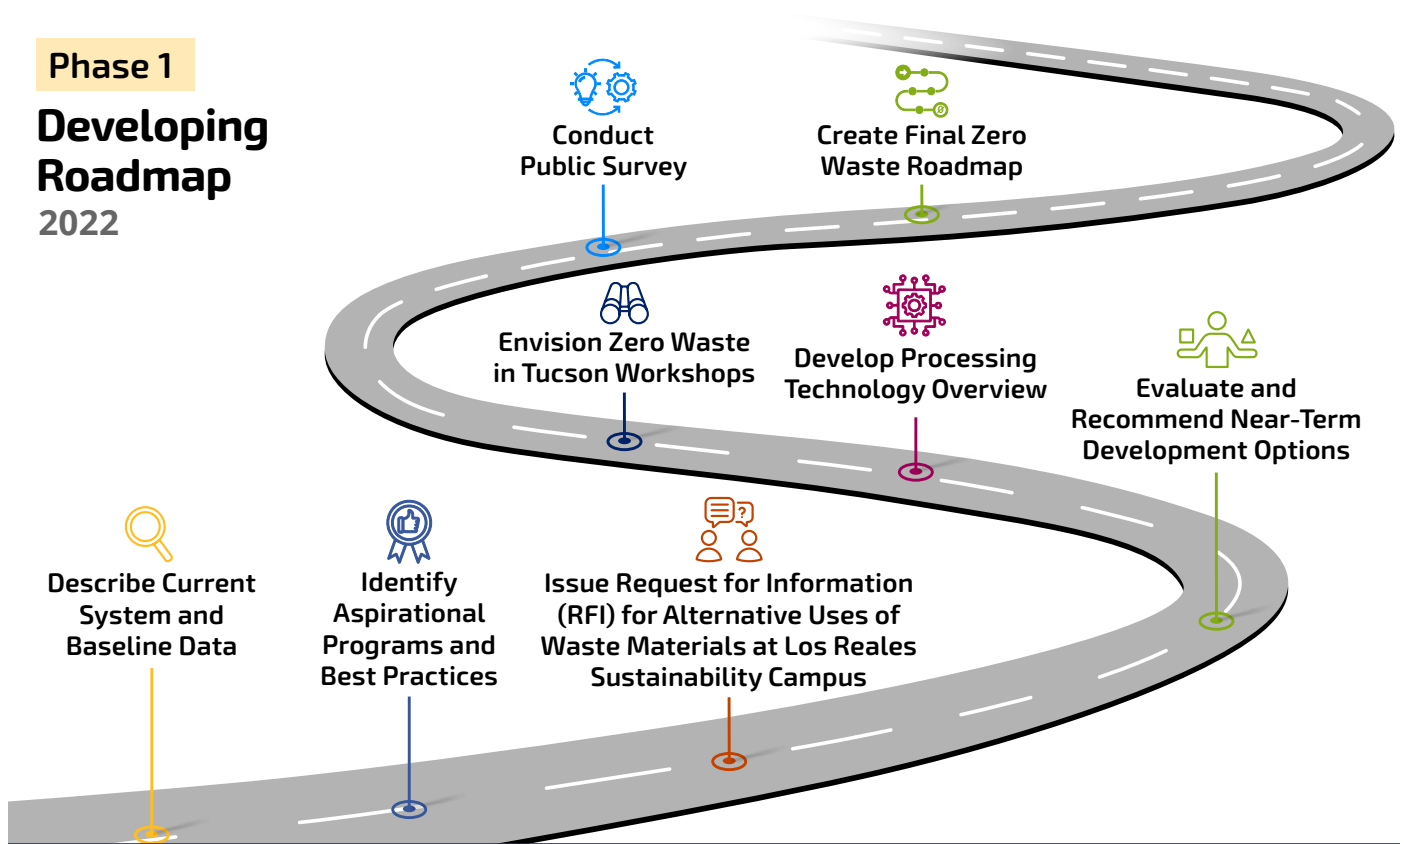 Phase 1
Developing
Roadmap
2022
Conduct
Public Survey
Create Final Zero
Waste Roadmap
Envision Zero Waste
in Tucson Workshops
Develop Processing
Technology Overview
Evaluate and
Recommend Near-Term
Development Options
Describe Current
System and
Baseline Data
Identify
Aspirational
Programs and
Best Practices
?
Issue Request for Information
(RFI) for Alternative Uses of
Waste Materials at Los Reales
Sustainability Campus